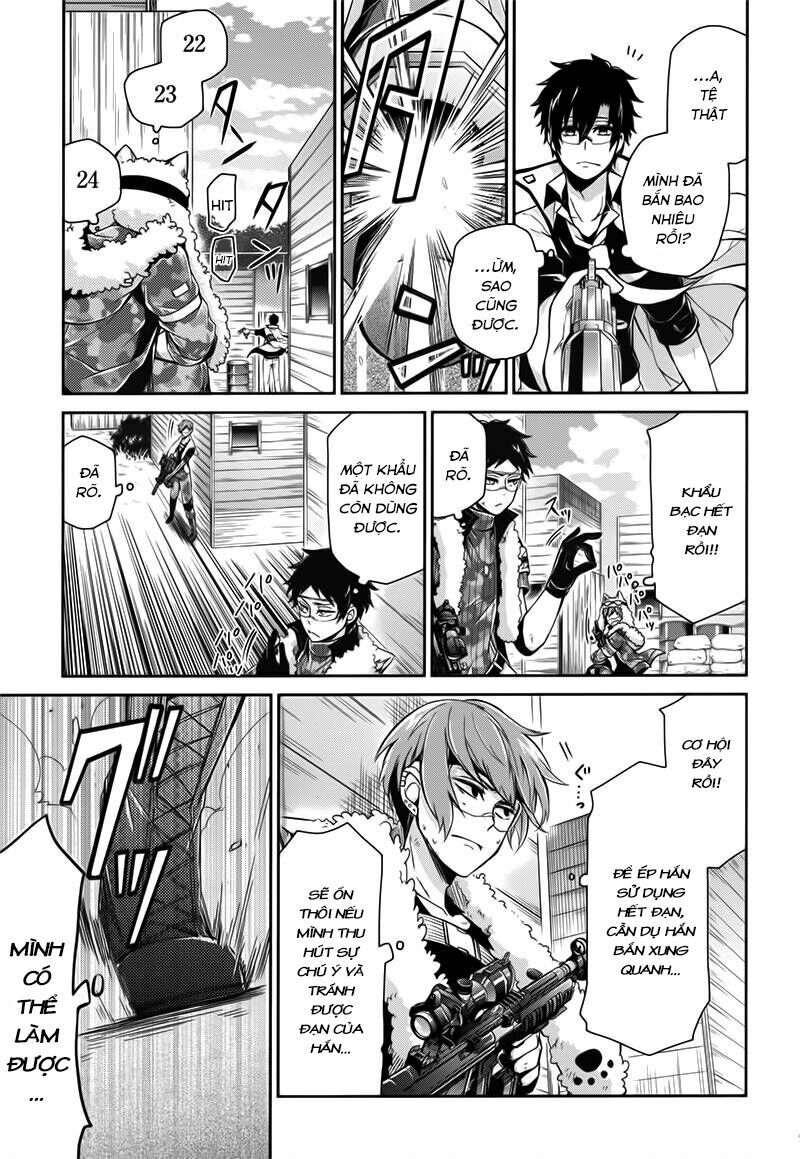 …A,
TỆ
THẬT
MÌNH ĐÃ
BẮN BAO
NHIÊU
RỒI?
…ỪM,
SAO
CŨNG
ĐƯỢC.
22
23
24
HIT
HIT
KHẨU
BẠC HẾT
ĐẠN
RỒI!!
ĐÃ
RÕ.
MỘT KHẨU
ĐÃ KHÔNG
CÒN DÙNG
ĐƯỢC.
ĐÃ
RÕ.
CƠ HỘI
ĐÂY
RỒI!
ĐỂ ÉP HẮN
SỬ DỤNG
HẾT ĐẠN,
CẦN DỤ HẮN
BẮN XUNG
QUANH…
SẼ ỔN
THÔI NẾU
MÌNH THU
HÚT SỰ
CHÚ Ý VÀ
TRÁNH
ĐƯỢC
ĐẠN CỦA
HẮN…
MÌNH
CÓ
THỂ
LÀM
ĐƯỢC
…